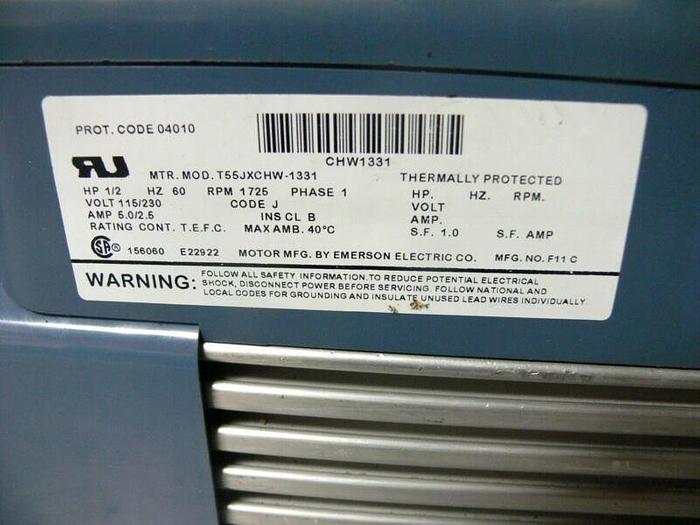 PROT. CODE 04010
CHW1331
MTR. MOD. T55JXCHW-1331 THERMALLY PROTECTED
HP 1/2 HZ 60 RPM 1725 PHASE 1 HP. HZ. RPM.
VOLT 115/230 CODE J VOLT
AMP 5.0/2.5 INS CL B AMP.
RATING CONT. T.E.F.C. MAX AMB. 40°C S.F. 1.0 S.F. AMP
SA® 156060 E22922 MOTOR MFG. BY EMERSON ELECTRIC CO. MFG. NO. F11 C
WARNING: FOLLOW ALL SAFETY INFORMATION. TO REDUCE POTENTIAL ELECTRICAL
SHOCK, DISCONNECT POWER BEFORE SERVICING. FOLLOW NATIONAL AND
LOCAL CODES FOR GROUNDING AND INSULATE UNUSED LEAD WIRES INDIVIDUALLY